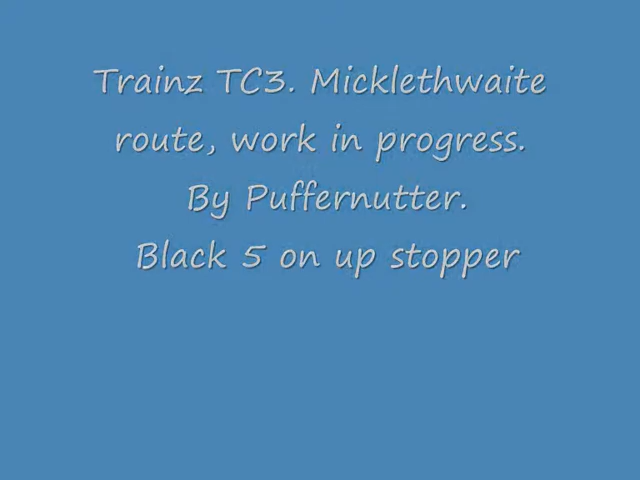 Trainz TC3. Micklethwaite
route, work in progress.
By Puffernutter.
Black 5 on up stopper